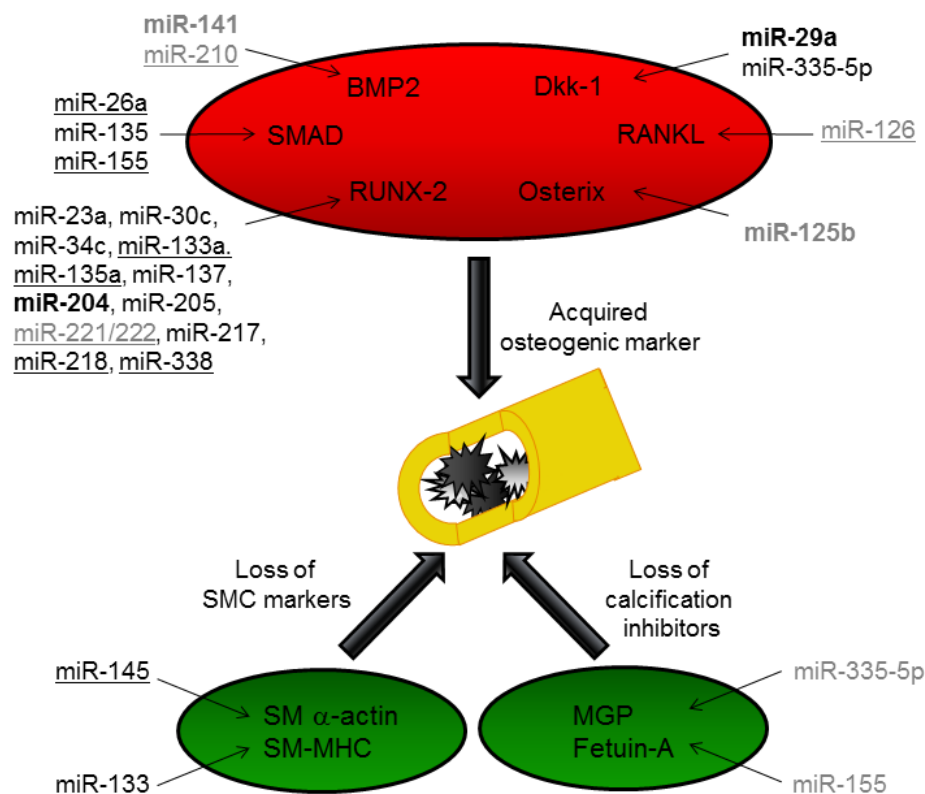 miR-141
miR-210
BMP2
Dkk-1
miR-29a
miR-335-5p
miR-26a
miR-135
miR-155
SMAD
RANKL
miR-126
RUNX-2
Osterix
miR-125b
miR-23a, miR-30c,
miR-34c, miR-133a.
miR-135a, miR-137,
miR-204, miR-205,
miR-221/222, miR-217,
miR-218, miR-338
Acquired
osteogenic marker
Loss of
SMC markers
Loss of
calcification
inhibitors
miR-145
SM α-actin
SM-MHC
miR-133
MGP
Fetuin-A
miR-335-5p
miR-155